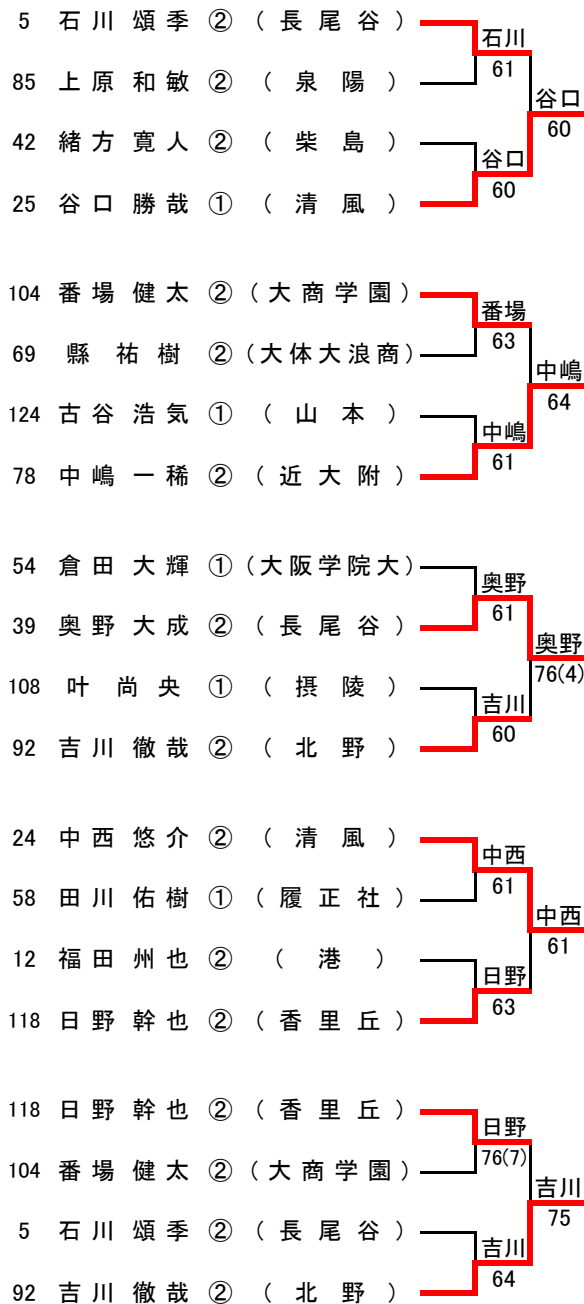 5 石川 頌季 ② （長尾谷）
石川
61
85 上原 和敏 ② （泉陽）
谷口
60
42 緒方 寛人 ② （柴島）
谷口
60
25 谷口 勝哉 ① （清風）
104 番場 健太 ② （大商学園）
番場
63
69 縣 祐樹 ② （大体大浪商）
中嶋
64
124 古谷 浩気 ① （山本）
中嶋
61
78 中嶋 一稀 ② （近大附）
54 倉田 大輝 ① （大阪学院大）
奥野
61
39 奥野 大成 ② （長尾谷）
奥野
76(4)
108 叶 尚央 ① （摂陵）
吉川
60
92 吉川 徹哉 ② （北野）
24 中西 悠介 ② （清風）
中西
61
58 田川 佑樹 ① （履正社）
中西
61
12 福田 州也 ② （港）
日野
63
118 日野 幹也 ② （香里丘）
118 日野 幹也 ② （香里丘）
日野
76(7)
104 番場 健太 ② （大商学園）
吉川
75
5 石川 頌季 ② （長尾谷）
吉川
64
92 吉川 徹哉 ② （北野）